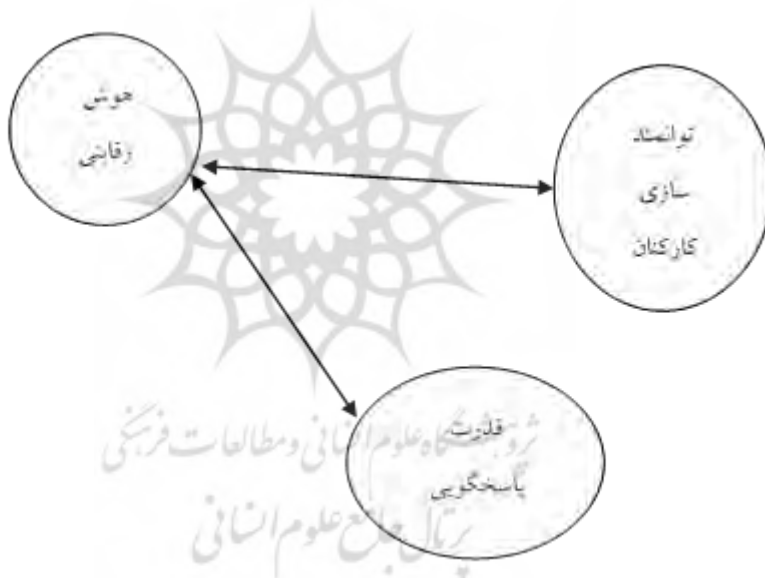 هوش
رقابتی
توانمند
سازی
کارکنان
قدرت
پاسخگویی
پژوهشگاه علوم انسانی و مطالعات فرهنگی
پرتال جامع علوم انسانی